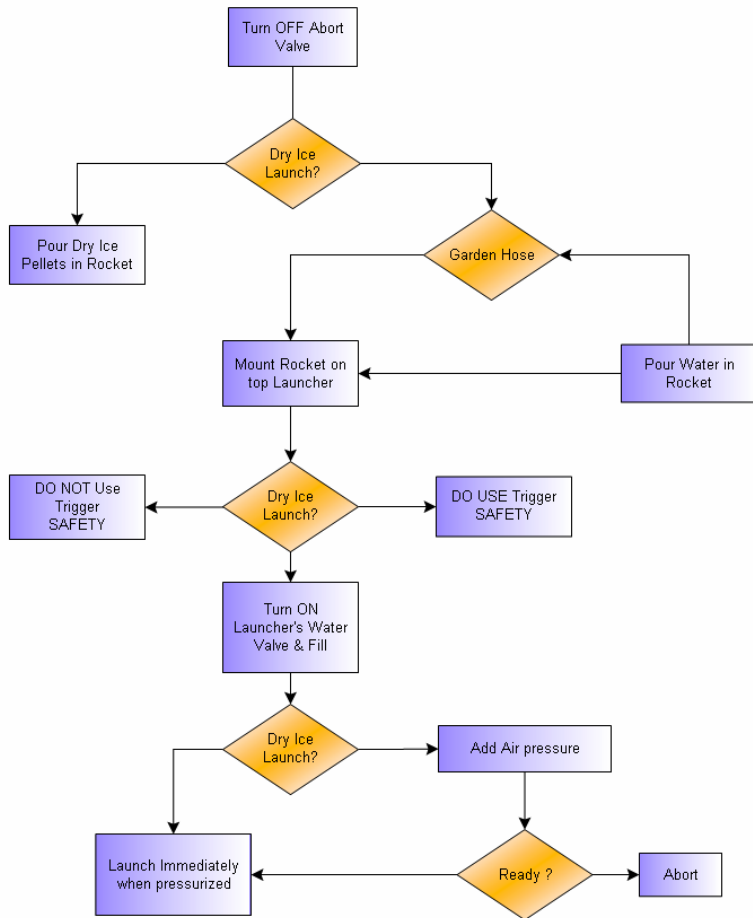 Turn OFF Abort
Valve
Dry Ice
Launch?
Pour Dry Ice
Pellets in Rocket
Garden Hose
Mount Rocket on
top Launcher
Pour Water in
Rocket
DO NOT Use
Trigger
SAFETY
Dry Ice
Launch?
DO USE Trigger
SAFETY
Turn ON
Launcher's Water
Valve & Fill
Dry Ice
Launch?
Add Air pressure
Launch Immediately
when pressurized
Ready ?
Abort